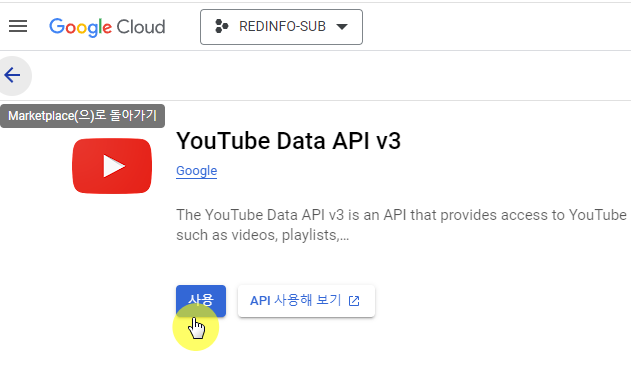 Google Cloud
REDINFO-SUB
Marketplace(으)로 돌아가기
YouTube Data API v3
Google
The YouTube Data API v3 is an API that provides access to YouTube
such as videos, playlists,...
사용
API 사용해 보기